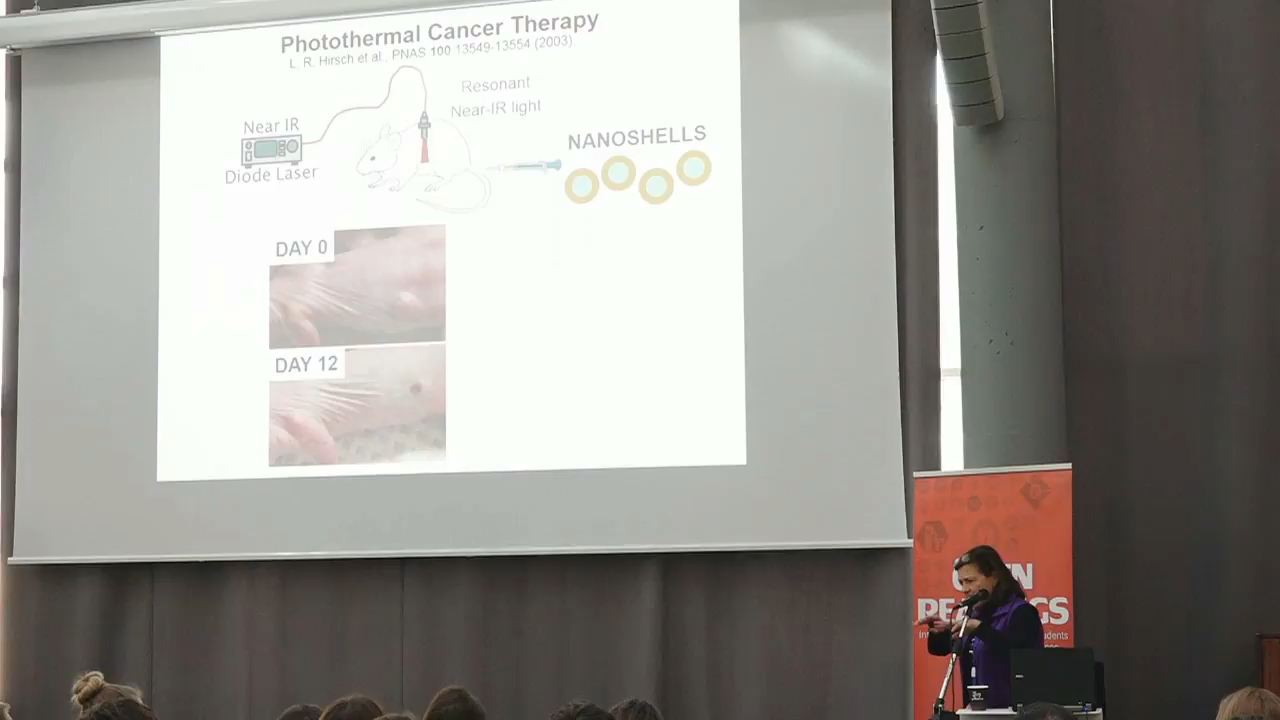 Photothermal Cancer Therapy
L. R. Hirsch et al., PNAS 100 13549-13554 (2003)
Resonant
Near-IR light
Near IR
Diode Laser
NANOSHELLS
DAY 0
DAY 12